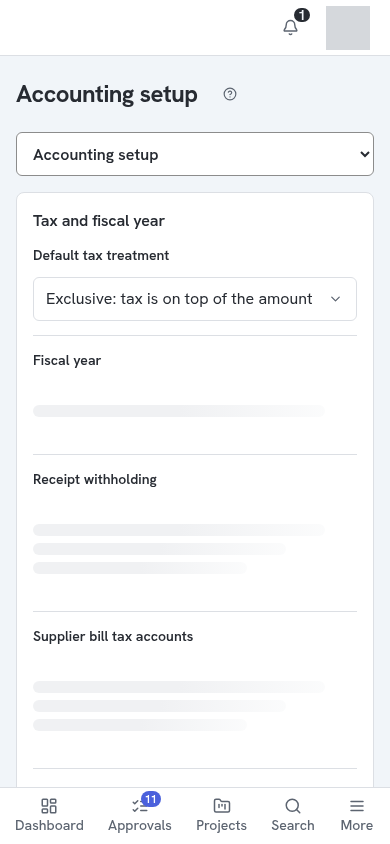 1
Accounting setup
Accounting setup
Tax and fiscal year
Default tax treatment
Exclusive: tax is on top of the amount
Fiscal year
Receipt withholding
Supplier bill tax accounts
11
Dashboard Approvals Projects Search More